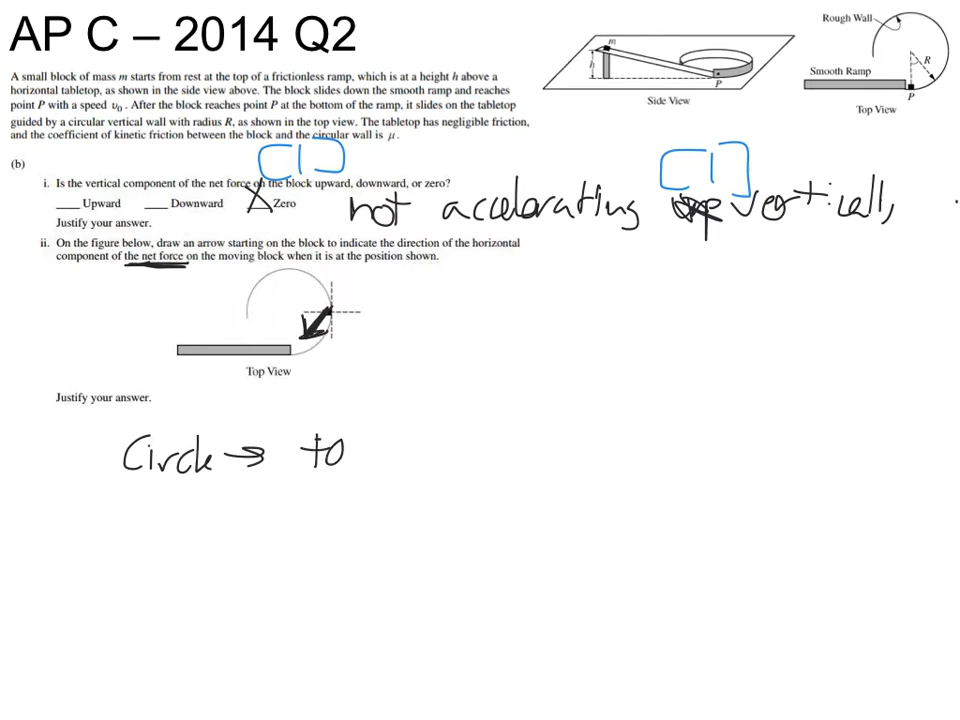 AP C – 2014 Q2
A small block of mass m starts from rest at the top of a frictionless ramp, which is at a height h above a
horizontal tabletop, as shown in the side view above. The block slides down the smooth ramp and reaches
point P with a speed v₀. After the block reaches point P at the bottom of the ramp, it slides on the tabletop
guided by a circular vertical wall with radius R, as shown in the top view. The tabletop has negligible friction,
and the coefficient of kinetic friction between the block and the circular wall is μ.
m
h
P
Side View
Rough Wall
R
Smooth Ramp
P
Top View
(b)
[1]
[1]
i. Is the vertical component of the net force on the block upward, downward, or zero?
___ Upward ___ Downward X Zero
not accelarating vertically
Justify your answer.
ii. On the figure below, draw an arrow starting on the block to indicate the direction of the horizontal
component of the net force on the moving block when it is at the position shown.
Top View
Justify your answer.
Circle → to